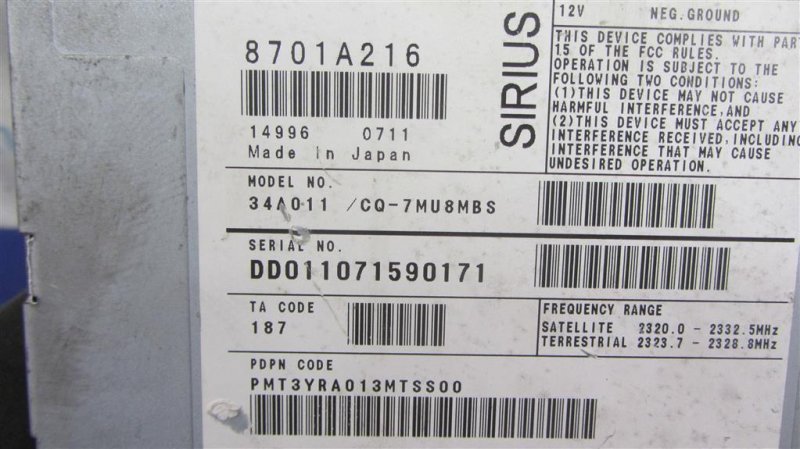 8701A216
14996 0711
Made in Japan
SIRIUS
12V NEG.GROUND
THIS DEVICE COMPLIES WITH PAR
15 OF THE FCC RULES.
OPERATION IS SUBJECT TO THE
FOLLOWING TWO CONDITIONS:
(1)THIS DEVICE MAY NOT CAUSE
HARMFUL INTERFERENCE,AND
(2)THIS DEVICE MUST ACCEPT ANY
INTERFERENCE RECEIVED,INCLUDIN
INTERFERENCE THAT MAY CAUSE
UNDESIRED OPERATION.
MODEL NO.
34A011 /CQ-7MU8MBS
SERIAL NO.
DD011071590171
TA CODE
187
FREQUENCY RANGE
SATELLITE 2320.0 - 2332.5MHz
TERRESTRIAL 2323.7 - 2328.8MHz
PDPN CODE
PMT3YRA013MTSS00